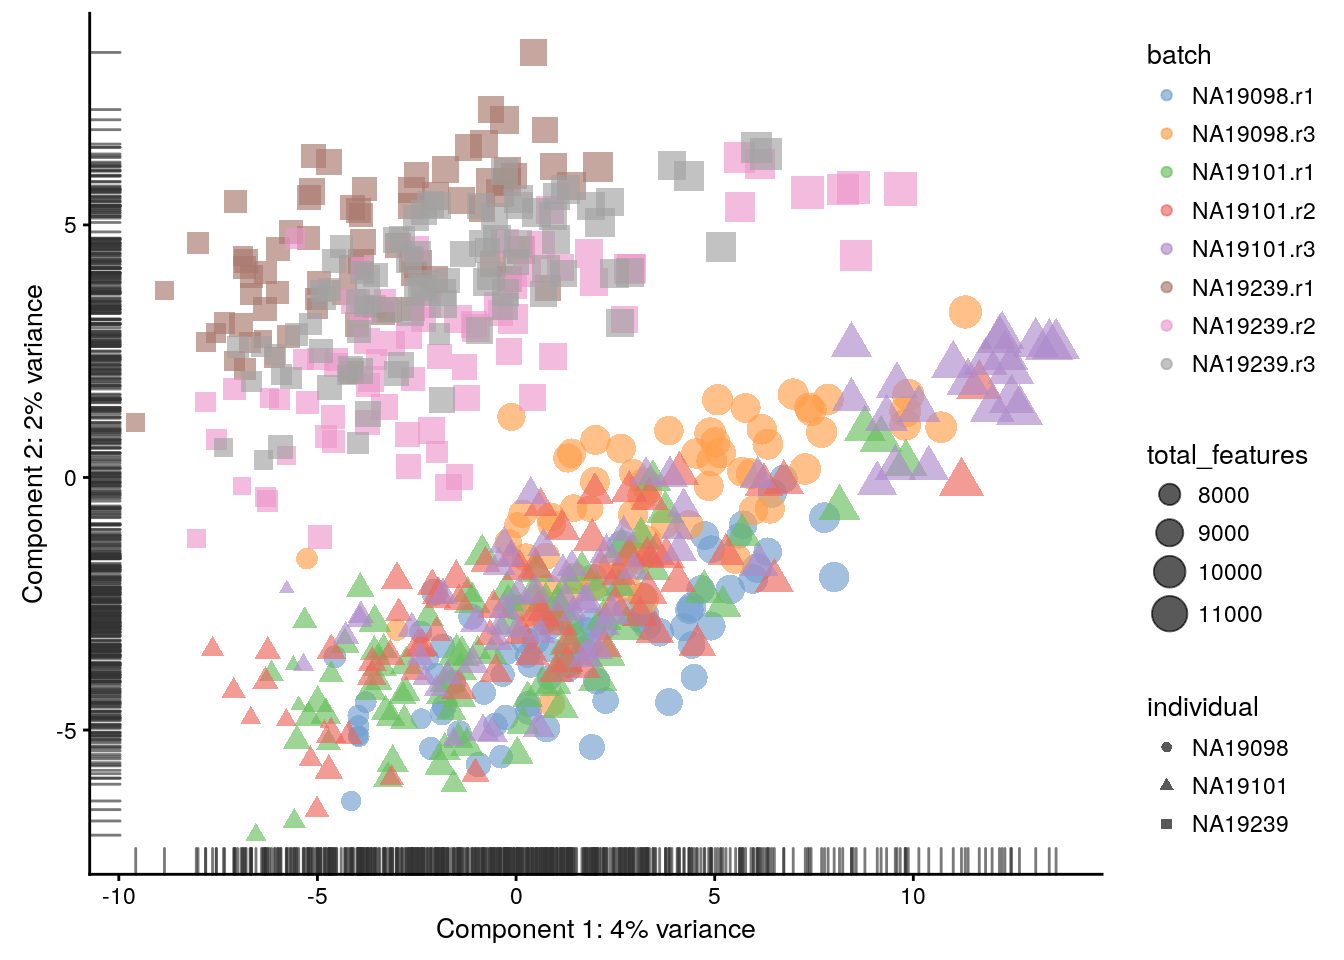 batch
NA19098.r1
NA19098.r3
NA19101.r1
NA19101.r2
NA19101.r3
NA19239.r1
NA19239.r2
NA19239.r3
total_features
8000
9000
10000
11000
individual
NA19098
NA19101
NA19239
Component 2: 2% variance
5
0
-5
-10
-5
0
5
10
Component 1: 4% variance